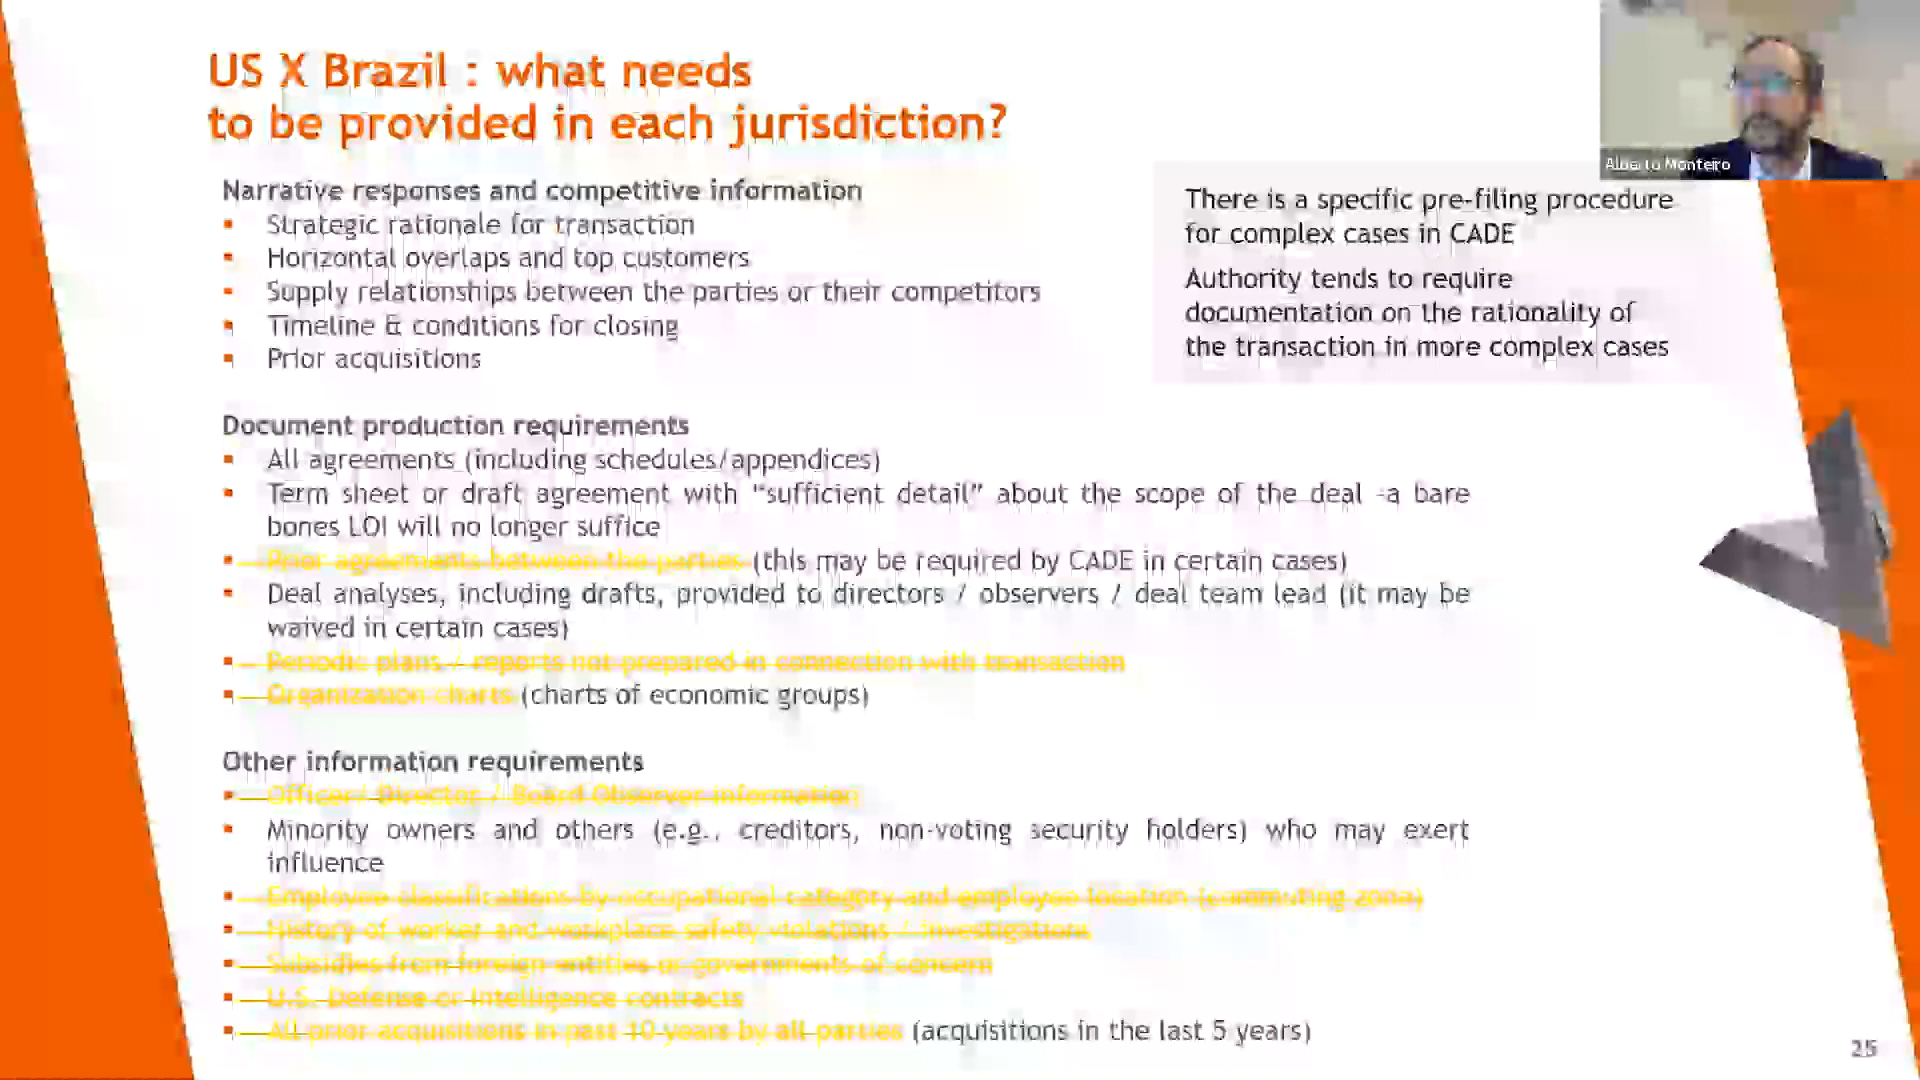 US X Brazil : what needs
to be provided in each jurisdiction?
Alberto Monteiro
Narrative responses and competitive information
▪ Strategic rationale for transaction
▪ Horizontal overlaps and top customers
▪ Supply relationships between the parties or their competitors
▪ Timeline & conditions for closing
▪ Prior acquisitions
There is a specific pre-filing procedure
for complex cases in CADE
Authority tends to require
documentation on the rationality of
the transaction in more complex cases
Document production requirements
▪ All agreements (including schedules/appendices)
▪ Term sheet or draft agreement with “sufficient detail” about the scope of the deal -a bare
bones LOI will no longer suffice
▪ Prior agreements between the parties (this may be required by CADE in certain cases)
▪ Deal analyses, including drafts, provided to directors / observers / deal team lead (it may be
waived in certain cases)
▪ Periodic plans / reports not prepared in connection with transaction
▪ Organization charts (charts of economic groups)
Other information requirements
▪ Officer/ Director / Board Observer information
▪ Minority owners and others (e.g., creditors, non-voting security holders) who may exert
influence
▪ Employee classifications by occupational category and employee location (commuting zona)
▪ History of worker and workplace safety violations / investigations
▪ Subsidies from foreign entities or governments of concern
▪ U.S. Defense or Intelligence contracts
▪ All prior acquisitions in past 10 years by all parties (acquisitions in the last 5 years)
25